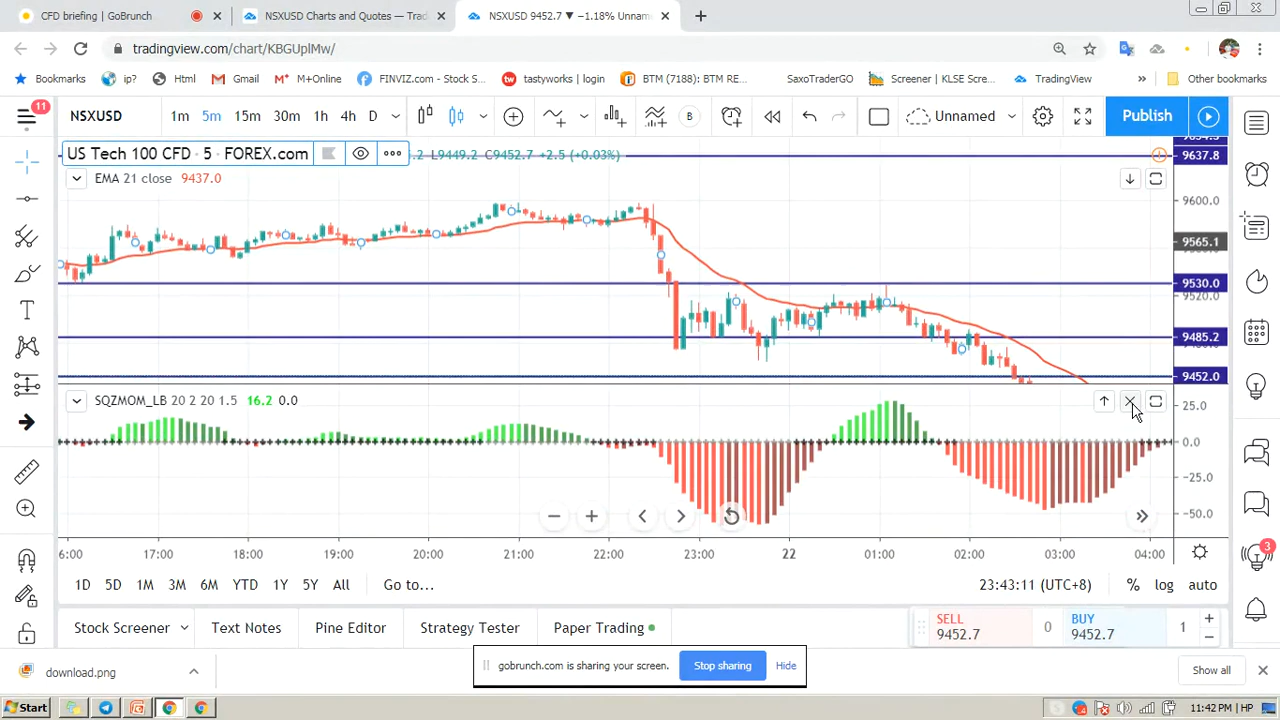 CFD briefing | GoBrunch
NSXUSD Charts and Quotes — Trad
NSXUSD 9452.7 ▼ −1.18% Unnam
tradingview.com/chart/KBGUplMw/
Bookmarks
ip?
Html
Gmail
M+Online
FINVIZ.com - Stock S...
tastyworks | login
BTM (7188): BTM RE...
SaxoTraderGO
Screener | KLSE Scre...
TradingView
»
Other bookmarks
11
NSXUSD
1m 5m 15m 30m 1h 4h D
B
Unnamed
Publish
US Tech 100 CFD · 5 · FOREX.com
L9449.2 C9452.7 +2.5 (+0.03%)
9637.8
EMA 21 close 9437.0
9600.0
9565.1
9530.0
9520.0
9485.2
9452.0
SQZMOM_LB 20 2 20 1.5 16.2 0.0
25.0
0.0
−25.0
−50.0
17:00 18:00 19:00 20:00 21:00 22:00 23:00 22 01:00 02:00 03:00 04:00
1D 5D 1M 3M 6M YTD 1Y 5Y All Go to...
23:43:11 (UTC+8) % log auto
3
Stock Screener Text Notes Pine Editor Strategy Tester Paper Trading
SELL
9452.7
0
BUY
9452.7
1
download.png
gobrunch.com is sharing your screen. Stop sharing Hide
Show all
Start
11:42 PM | HP